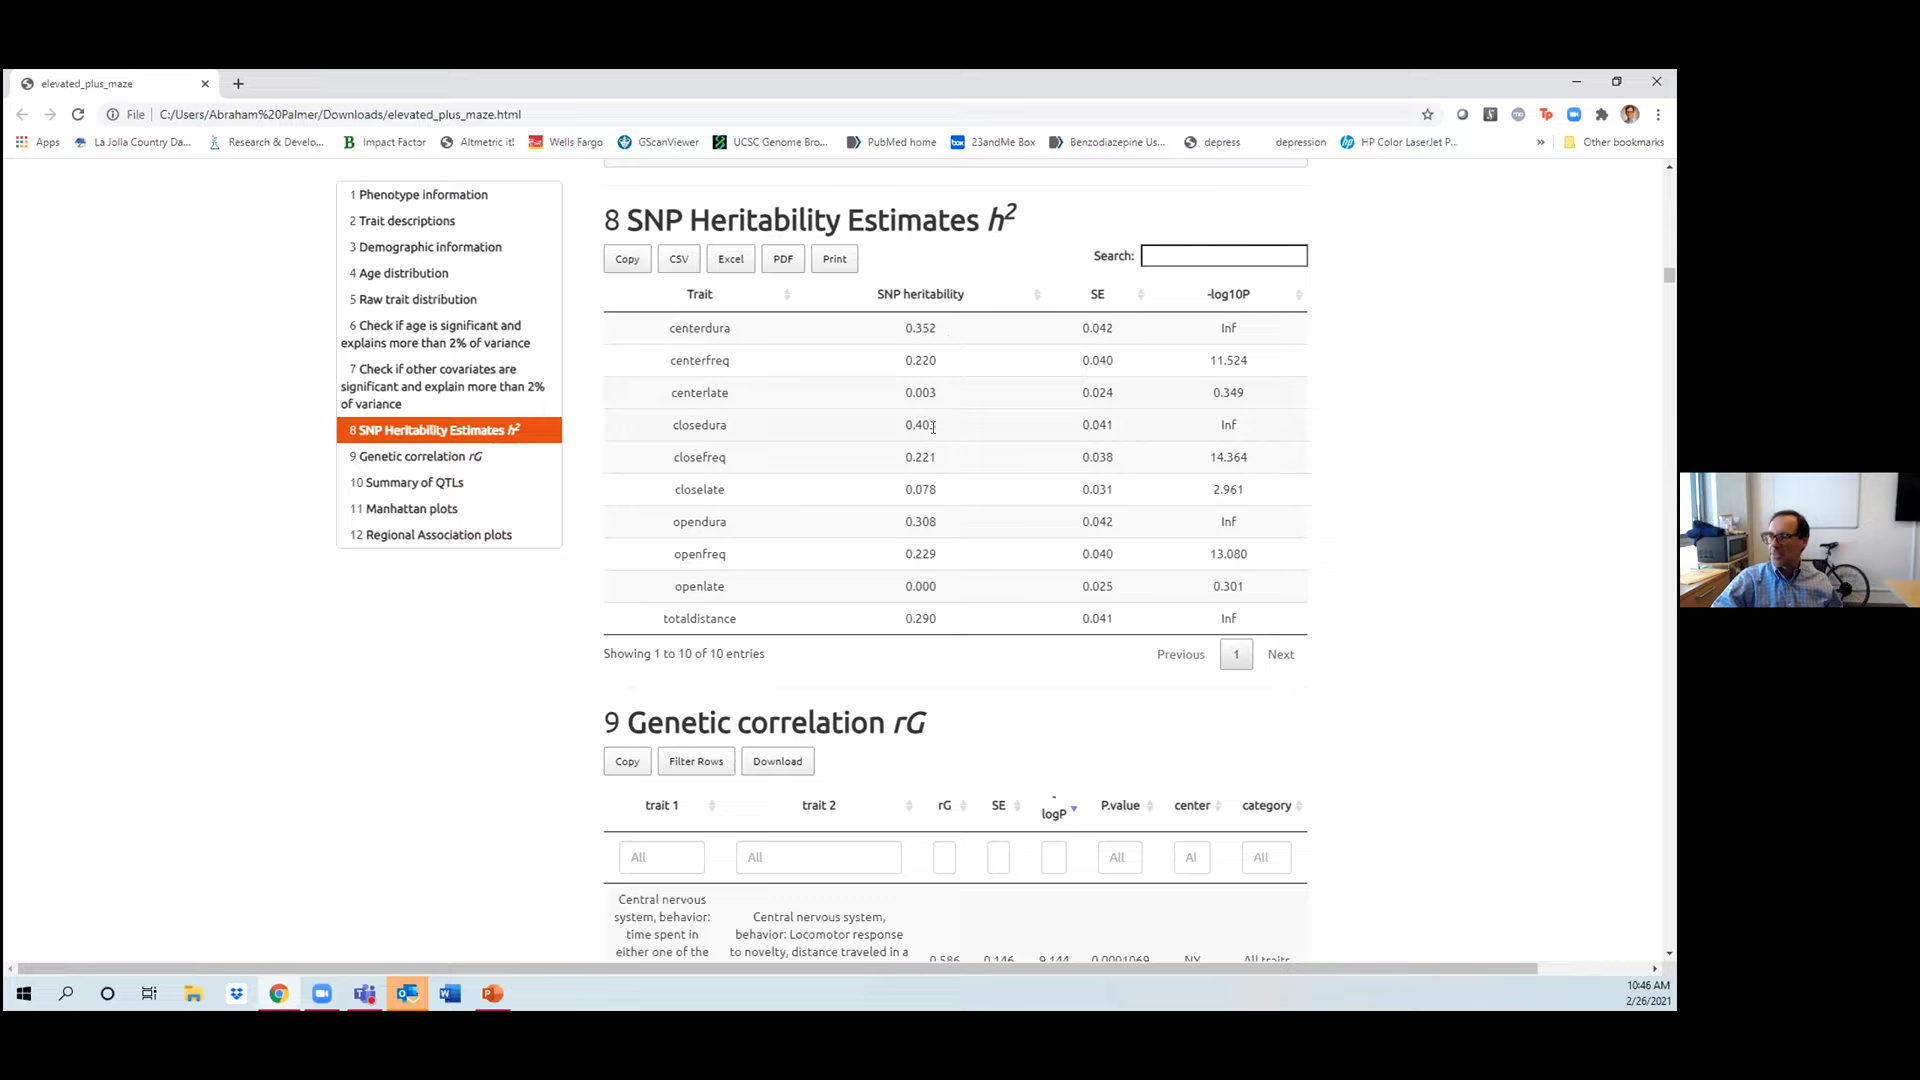 elevated_plus_maze
File C:/Users/Abraham%20Palmer/Downloads/elevated_plus_maze.html
Apps La Jolla Country Da... Research & Develo... Impact Factor Altmetric it! Wells Fargo GScanViewer UCSC Genome Bro... PubMed home 23andMe Box Benzodiazepine Us... depress depression HP Color LaserJet P... » Other bookmarks
1 Phenotype information
2 Trait descriptions
3 Demographic information
4 Age distribution
5 Raw trait distribution
6 Check if age is significant and
explains more than 2% of variance
7 Check if other covariates are
significant and explain more than 2%
of variance
8 SNP Heritability Estimates h²
9 Genetic correlation rG
10 Summary of QTLs
11 Manhattan plots
12 Regional Association plots
8 SNP Heritability Estimates h²
Copy CSV Excel PDF Print Search:
Trait SNP heritability SE -log10P
centerdura 0.352 0.042 Inf
centerfreq 0.220 0.040 11.524
centerlate 0.003 0.024 0.349
closedura 0.041 Inf
closefreq 0.221 0.038 14.364
closelate 0.078 0.031 2.961
opendura 0.308 0.042 Inf
openfreq 0.229 0.040 13.080
openlate 0.000 0.025 0.301
totaldistance 0.290 0.041 Inf
Showing 1 to 10 of 10 entries Previous 1 Next
9 Genetic correlation rG
Copy Filter Rows Download
trait 1 trait 2 rG SE -logP P.value center category
All All All Al All
Central nervous
system, behavior:
time spent in
either one of the
Central nervous system,
behavior: Locomotor response
to novelty, distance traveled in a
0.586 0.146 9.144 0.0001069 NY All traits
10:46 AM
2/26/2021